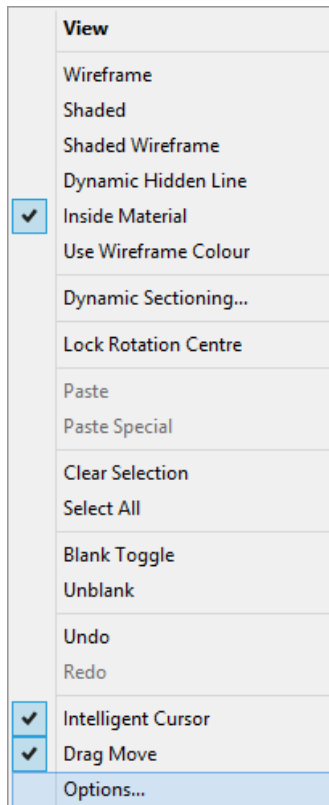 View
Wireframe
Shaded
Shaded Wireframe
Dynamic Hidden Line
Inside Material
Use Wireframe Colour
Dynamic Sectioning...
Lock Rotation Centre
Paste
Paste Special
Clear Selection
Select All
Blank Toggle
Unblank
Undo
Redo
Intelligent Cursor
Drag Move
Options...